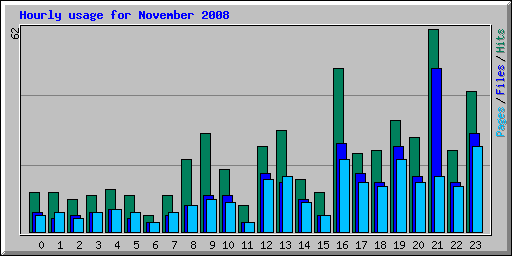 Hourly usage for November 2008
62
Pages / Files / Hits
0 1 2 3 4 5 6 7 8 9 10 11 12 13 14 15 16 17 18 19 20 21 22 23